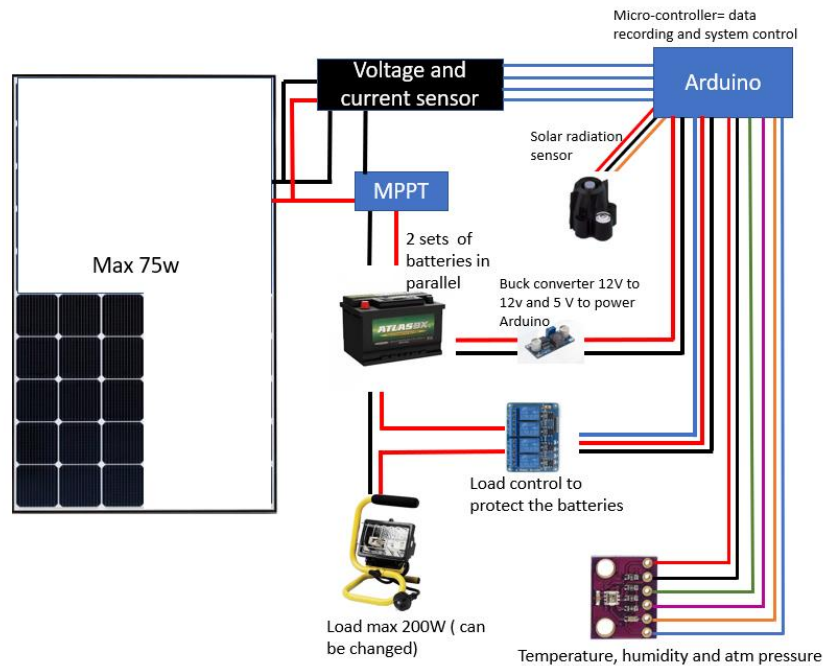 Micro-controller= data
recording and system control
Voltage and
current sensor
Arduino
Solar radiation
sensor
MPPT
2 sets of
batteries in
parallel
Max 75w
Buck converter 12V to
12v and 5 V to power
Arduino
ATLASBX
Load control to
protect the batteries
Load max 200W ( can
be changed)
Temperature, humidity and atm pressure